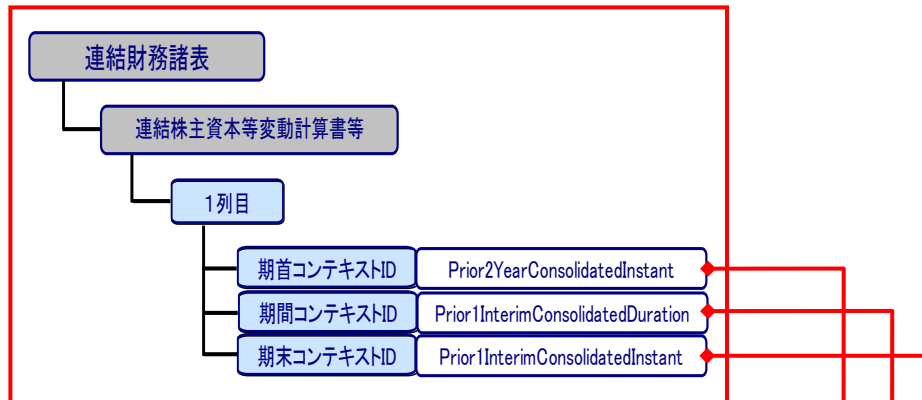 連結財務諸表
連結株主資本等変動計算書等
1列目
期首コンテキストID Prior2YearConsolidatedInstant
期間コンテキストID Prior1InterimConsolidatedDuration
期末コンテキストID Prior1InterimConsolidatedInstant